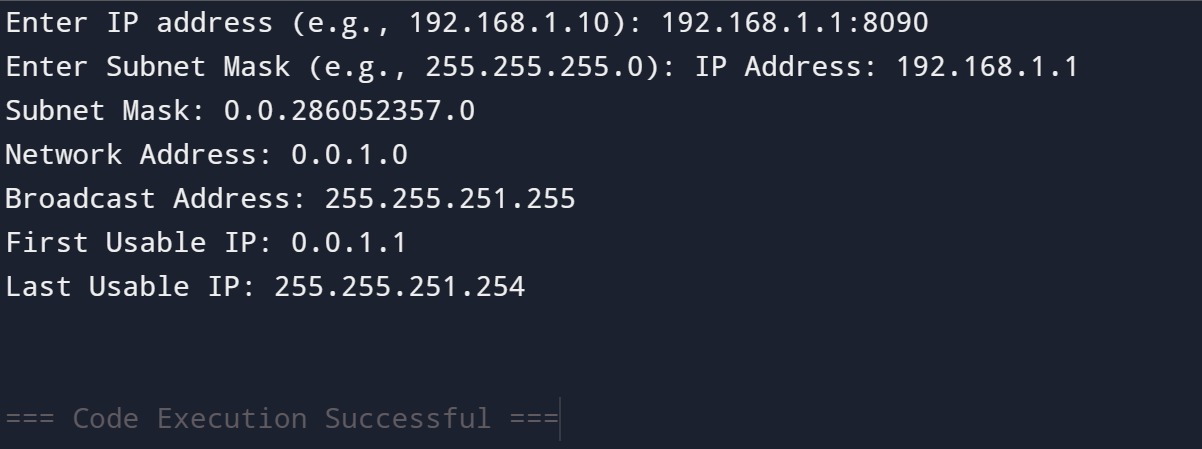 Enter IP address (e.g., 192.168.1.10): 192.168.1.1:8090
Enter Subnet Mask (e.g., 255.255.255.0): IP Address: 192.168.1.1
Subnet Mask: 0.0.286052357.0
Network Address: 0.0.1.0
Broadcast Address: 255.255.251.255
First Usable IP: 0.0.1.1
Last Usable IP: 255.255.251.254
=== Code Execution Successful ===